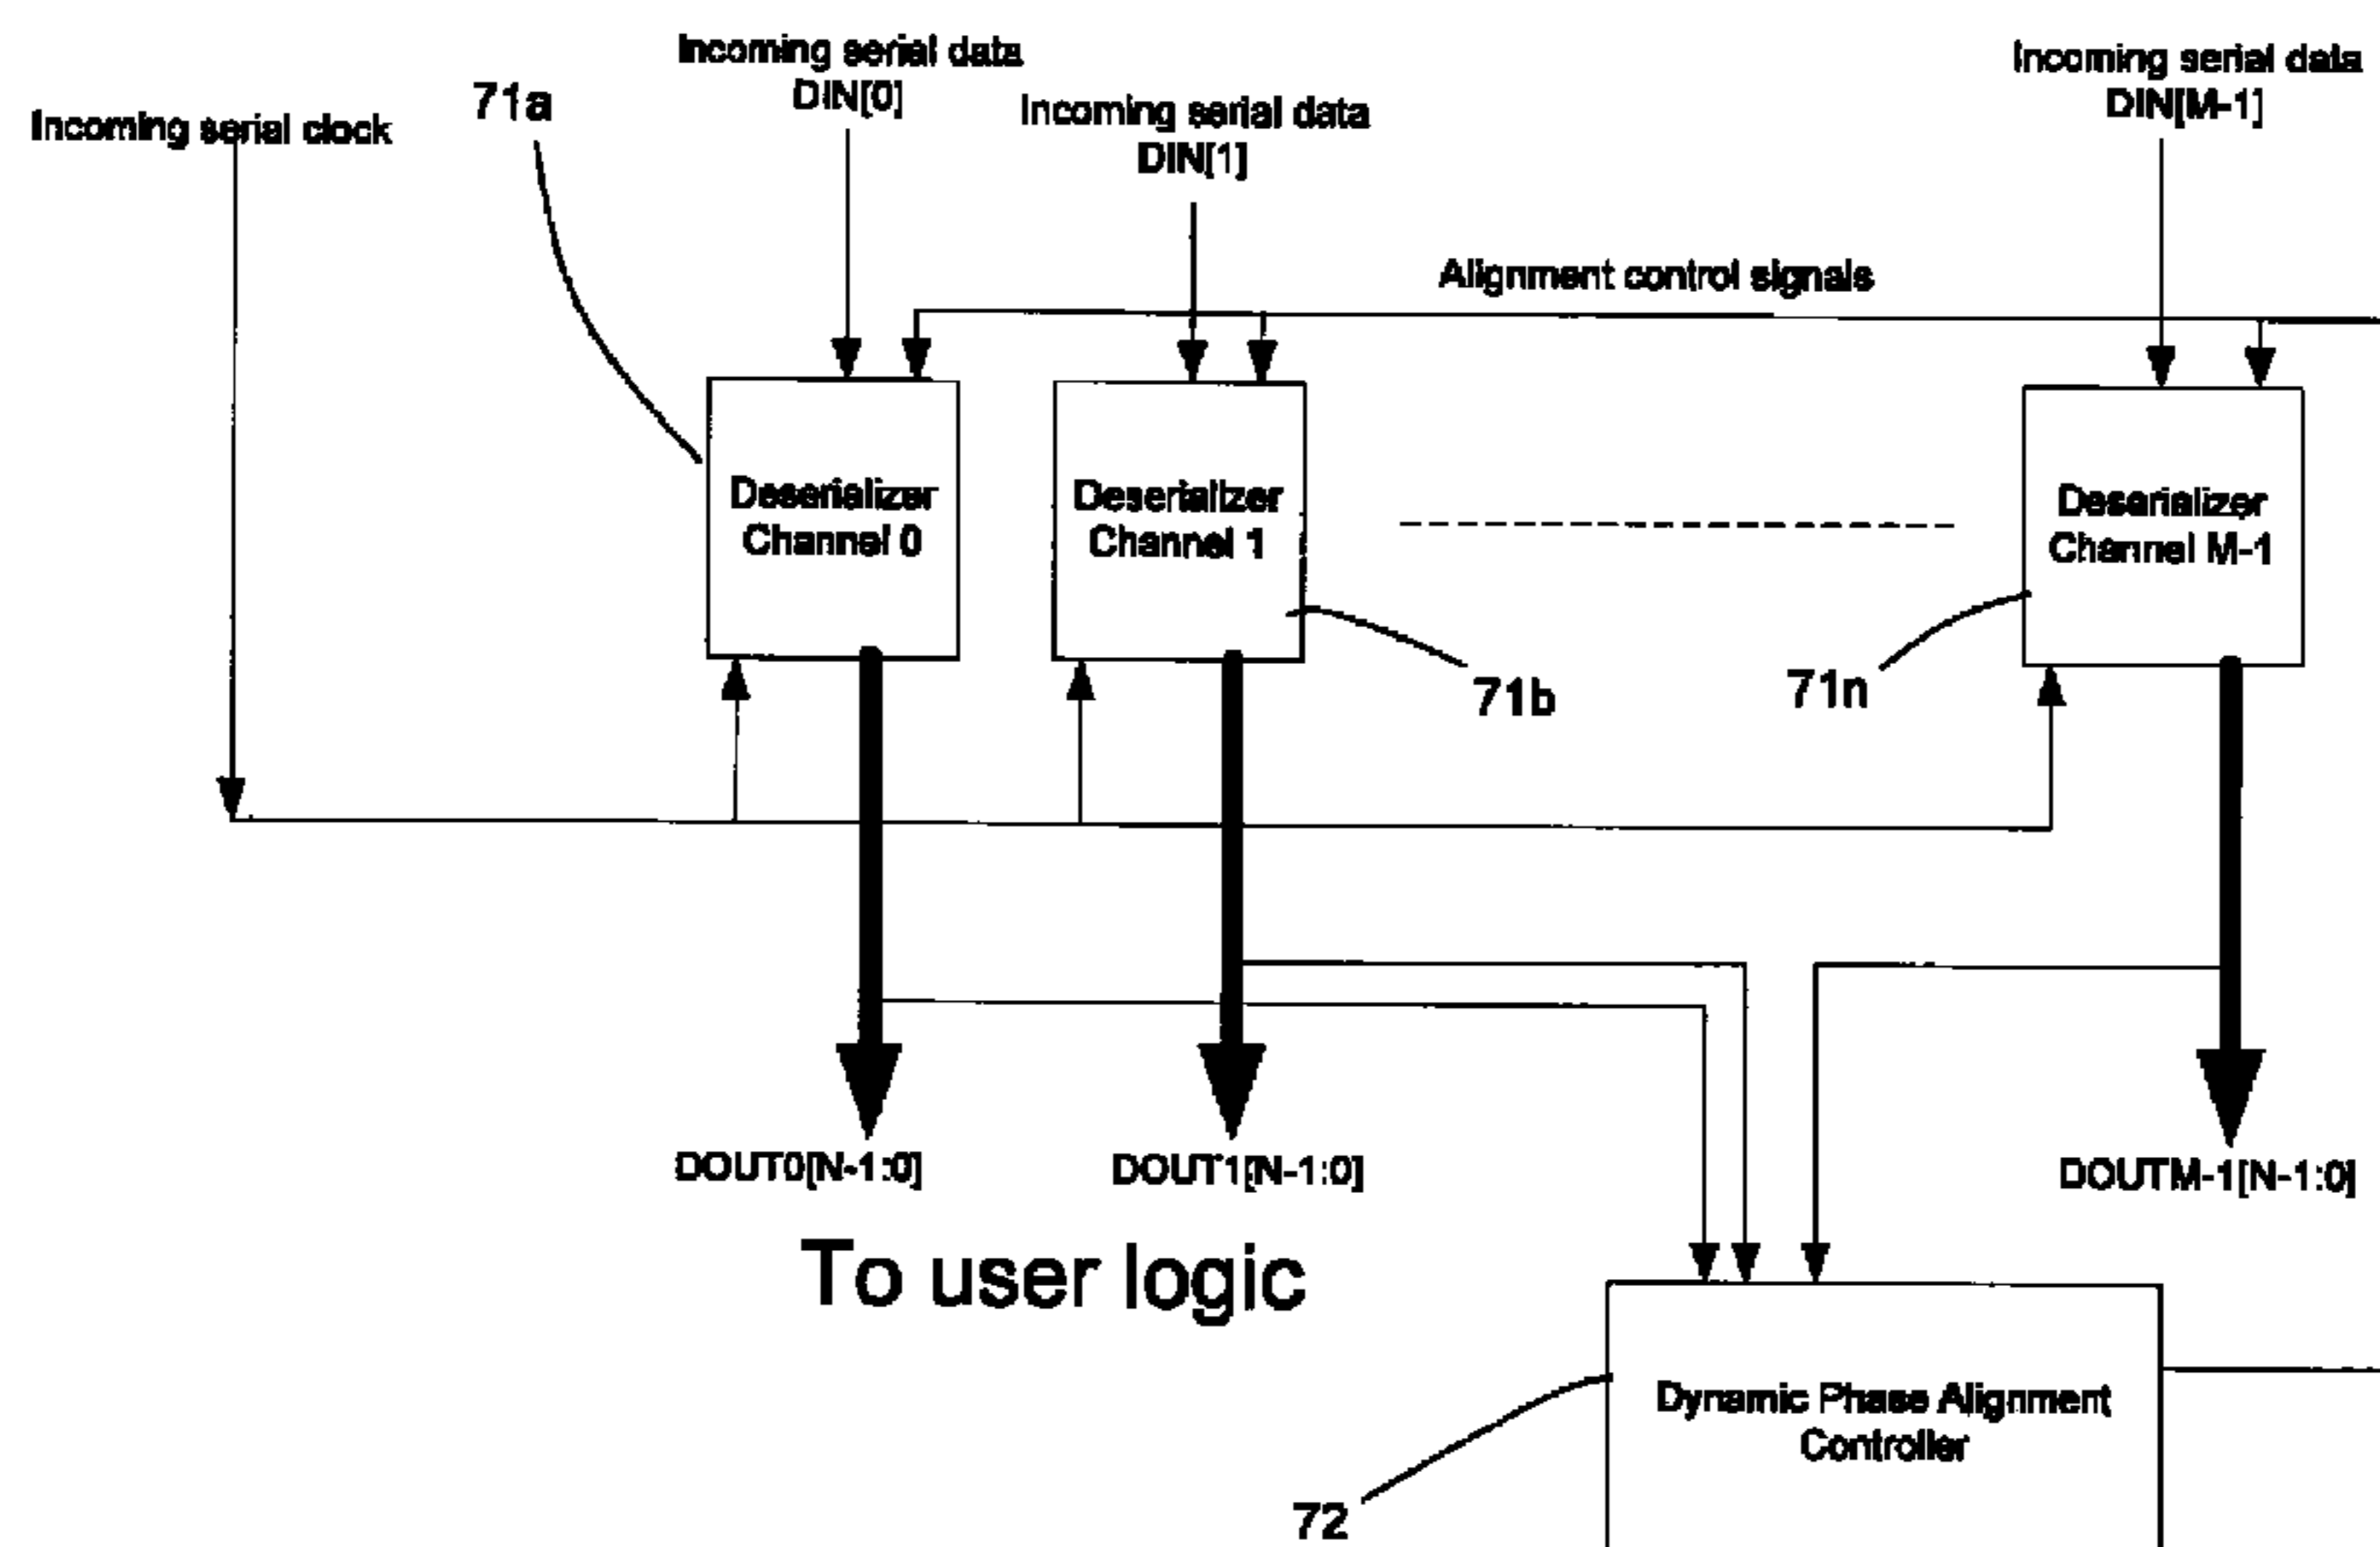 Incoming serial data
DIN[0]
Incoming serial data
DIN[1]
Incoming serial data
DIN[M-1]
Incoming serial clock
71a
Alignment control signals
Deserializer
Channel 0
Deserializer
Channel 1
Deserializer
Channel M-1
71b
71n
DOUT0[N-1:0]
DOUT1[N-1:0]
DOUTM-1[N-1:0]
To user logic
Dynamic Phase Alignment
Controller
72